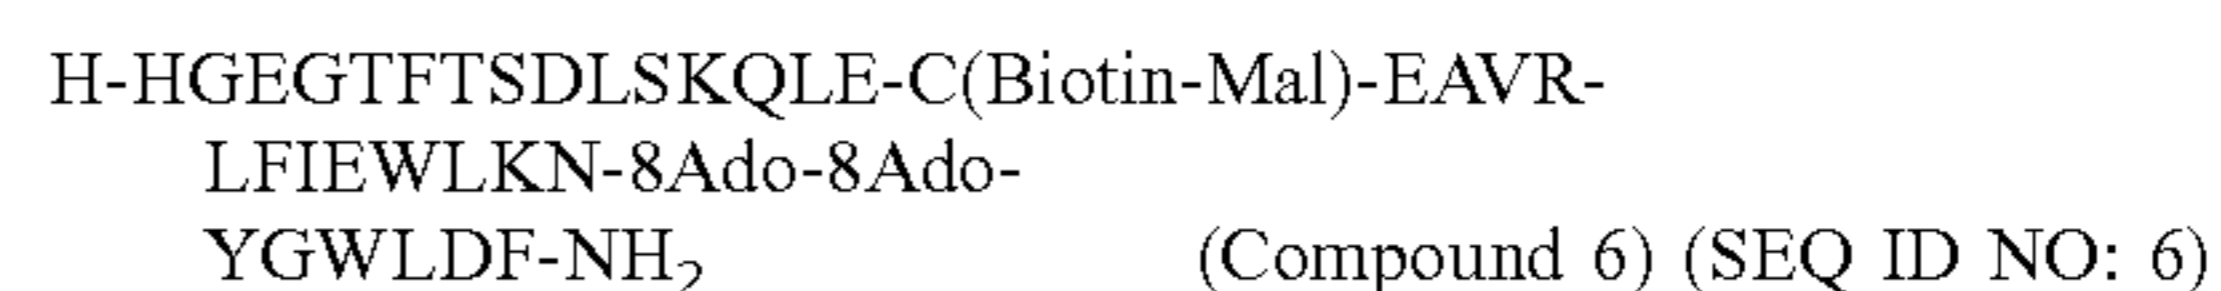 H-HGEGTFTSDLSKQLE-C(Biotin-Mal)-EAVR-
LFIEWLKN-8Ado-8Ado-
YGWLDF-NH₂ (Compound 6) (SEQ ID NO: 6)